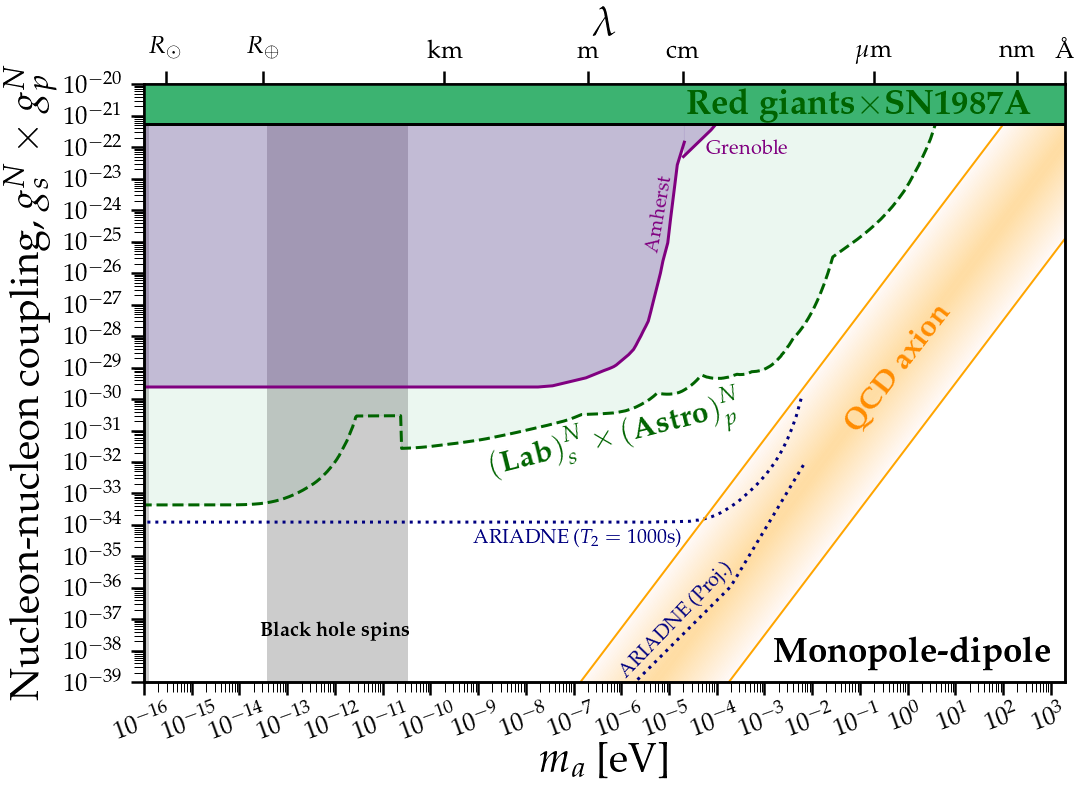 λ
R☉ R⊕ km m cm μm nm Å
Nucleon-nucleon coupling, g_s^N × g_p^N
10^−20
10^−21
10^−22
10^−23
10^−24
10^−25
10^−26
10^−27
10^−28
10^−29
10^−30
10^−31
10^−32
10^−33
10^−34
10^−35
10^−36
10^−37
10^−38
10^−39
Red giants×SN1987A
Grenoble
Amherst
QCD axion
(Lab)_s^N × (Astro)_p^N
ARIADNE (T_2 = 1000s)
ARIADNE (Proj.)
Black hole spins
Monopole-dipole
10^−16 10^−15 10^−14 10^−13 10^−12 10^−11 10^−10 10^−9 10^−8 10^−7 10^−6 10^−5 10^−4 10^−3 10^−2 10^−1 10^0 10^1 10^2 10^3
m_a [eV]